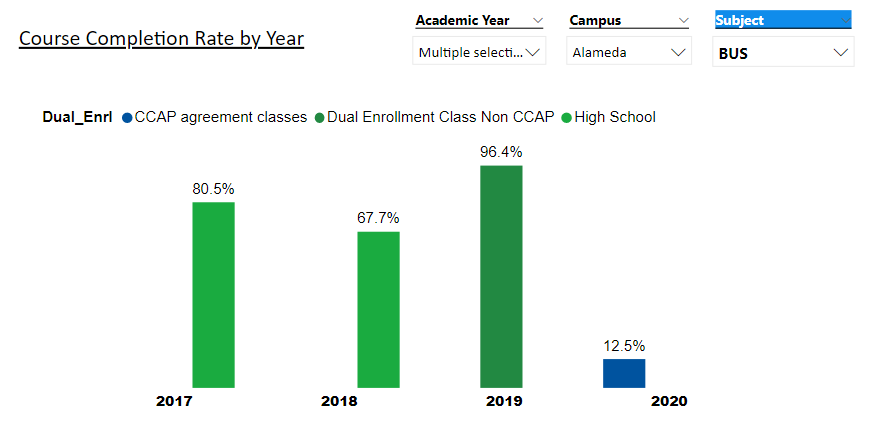 Course Completion Rate by Year
Academic Year
Campus
Subject
Multiple selecti...
Alameda
BUS
Dual_Enrl CCAP agreement classes Dual Enrollment Class Non CCAP High School
96.4%
80.5%
67.7%
12.5%
2017 2018 2019 2020